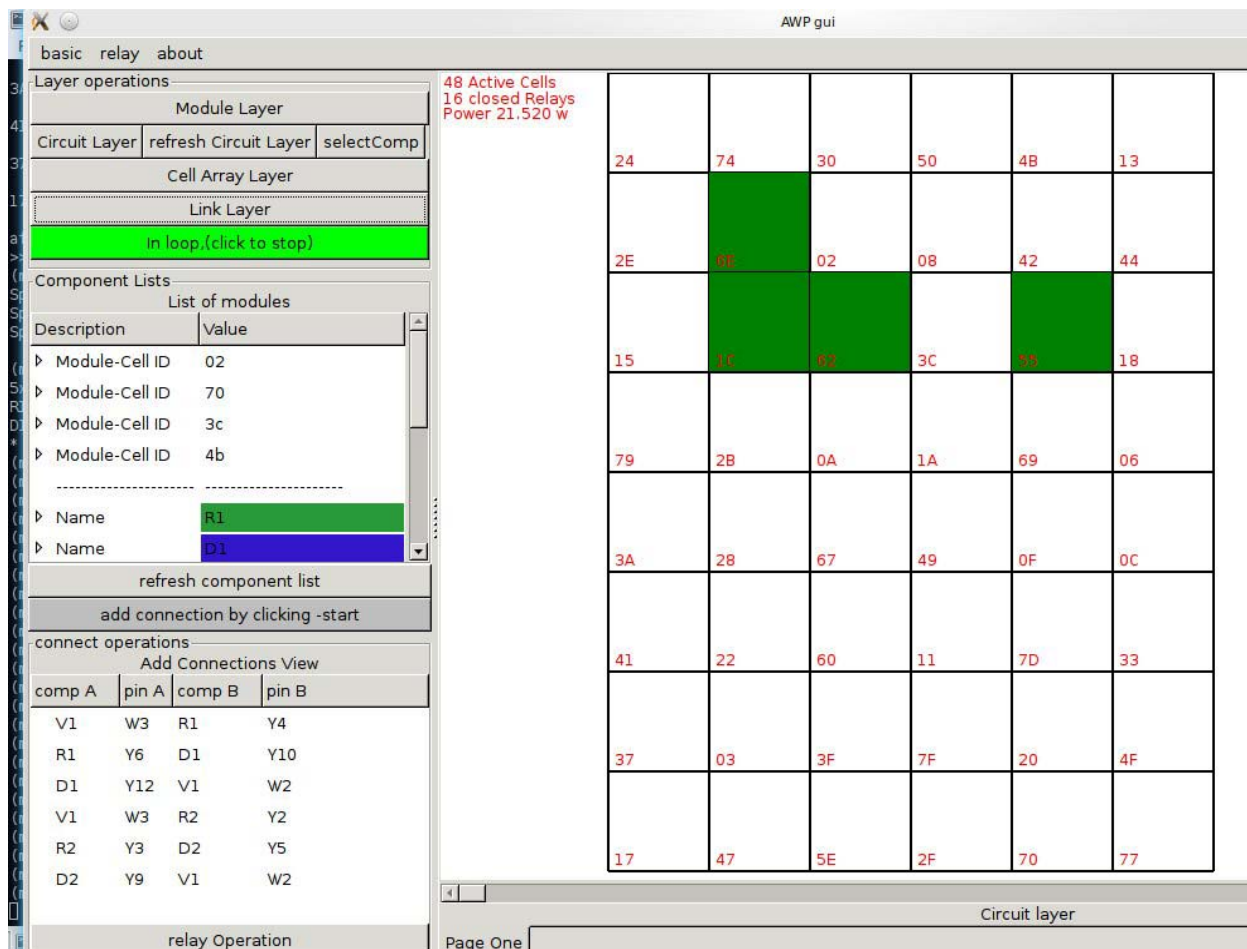 AWP gui
basic relay about
Layer operations
Module Layer
Circuit Layer refresh Circuit Layer selectComp
Cell Array Layer
Link Layer
In loop,(click to stop)
Component Lists
List of modules
Description Value
Module-Cell ID 02
Module-Cell ID 70
Module-Cell ID 3c
Module-Cell ID 4b
---------------------- ----------------------
Name R1
Name D1
refresh component list
add connection by clicking -start
connect operations
Add Connections View
comp A pin A comp B pin B
V1 W3 R1 Y4
R1 Y6 D1 Y10
D1 Y12 V1 W2
V1 W3 R2 Y2
R2 Y3 D2 Y5
D2 Y9 V1 W2
relay Operation
48 Active Cells
16 closed Relays
Power 21.520 w
24 74 30 50 4B 13
2E 6E 02 08 42 44
15 1C 62 3C 55 18
79 2B 0A 1A 69 06
3A 28 67 49 0F 0C
41 22 60 11 7D 33
37 03 3F 7F 20 4F
17 47 5E 2F 70 77
Circuit layer
Page One